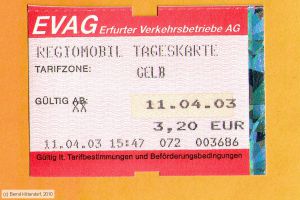 EVAG Erfurter Verkehrsbetriebe AG
REGIOMOBIL TAGESKARTE
TARIFZONE: GELB
GÜLTIG AB: 11.04.03
XX
3,20 EUR
11.04.03 15:47 072 003686
Gültig lt. Tarifbestimmungen und Beförderungsbedingungen
(c) Bernd Hittendorf, 2010